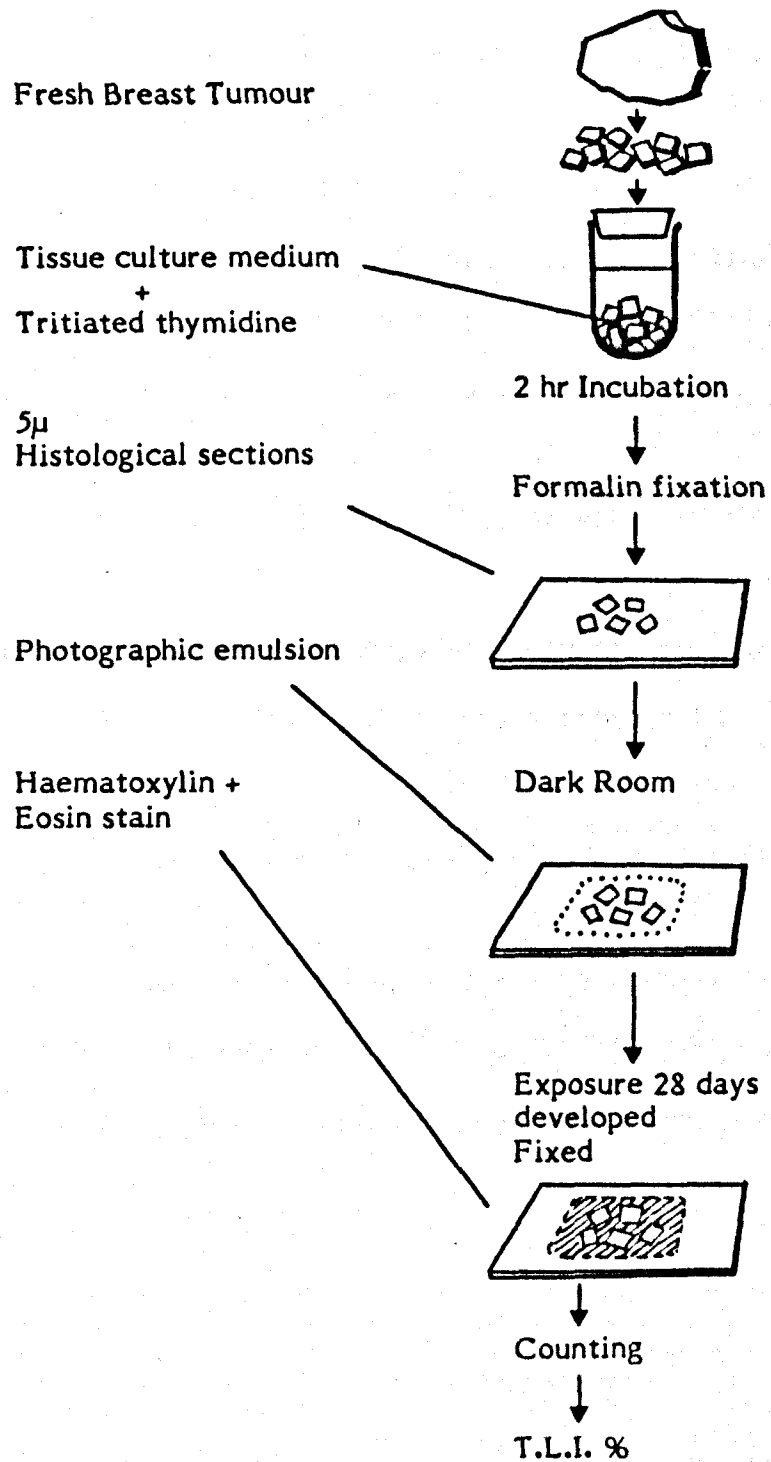 Fresh Breast Tumour
Tissue culture medium
+
Tritiated thymidine
2 hr Incubation
5μ
Histological sections
Formalin fixation
Photographic emulsion
Dark Room
Haematoxylin +
Eosin stain
Exposure 28 days
developed
Fixed
Counting
T.L.I. %